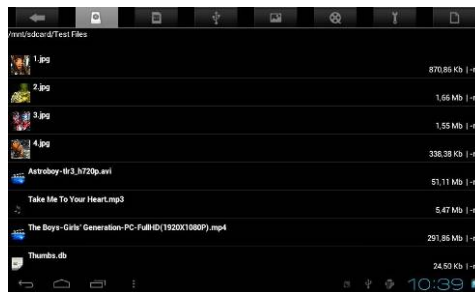 /mnt/sdcard/Test Files
1.jpg
870,86 Kb | -r
2.jpg
1,66 Mb | -r
3.jpg
1,55 Mb | -r
4.jpg
338,38 Kb | -r
Astroboy-tlr3_h720p.avi
51,11 Mb | -r
Take Me To Your Heart.mp3
5,47 Mb | -r
The Boys-Girls' Generation-PC-FullHD(1920X1080P).mp4
291,86 Mb | -r
Thumbs.db
24,50 Kb | -r
10:39